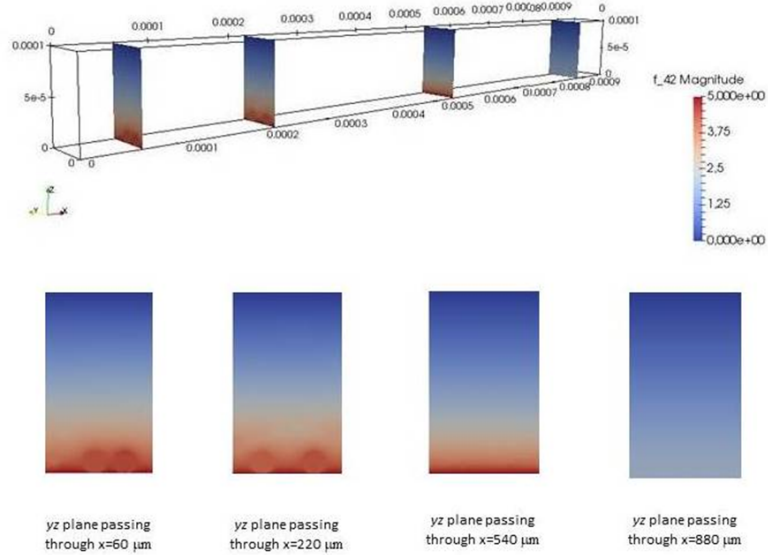 0
0.0001
0.0002
0.0003
0.0004
0.0005
0.0006
0.0007
0.0008
0.0009
0
0.0001
5e-5
0
0.0001
5e-5
0
0
0
0.0001
0.0002
0.0003
0.0004
0.0005
0.0006
0.0007
0.0008
0.0009
Z
Y
X
f_42 Magnitude
5,000e+00
3,75
2,5
1,25
0,000e+00
yz plane passing
through x=60 μm
yz plane passing
through x=220 μm
yz plane passing
through x=540 μm
yz plane passing
through x=880 μm